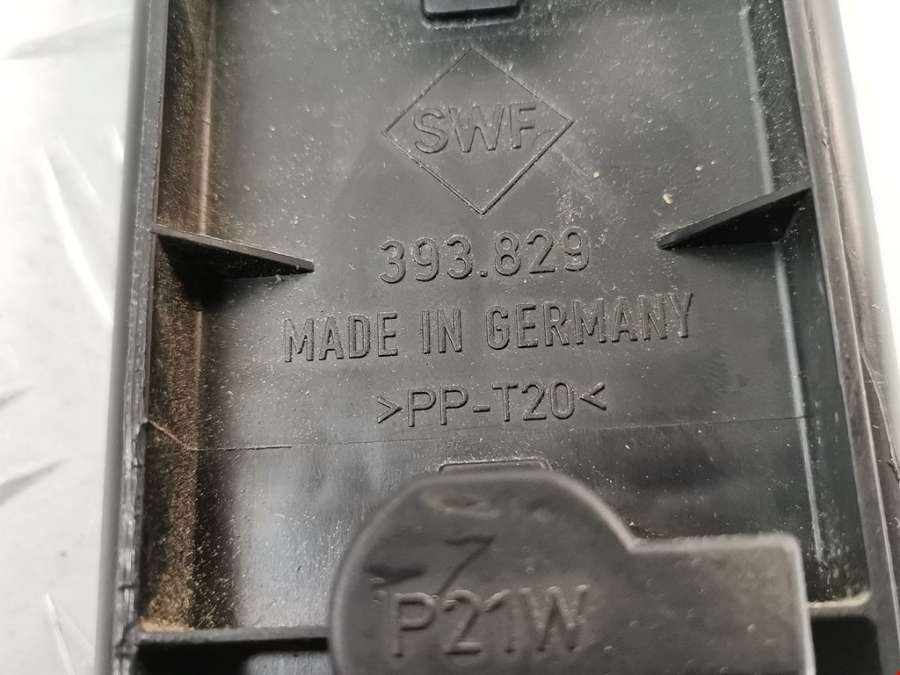 SWF
393.829
MADE IN GERMANY
>PP-T20<
P21W